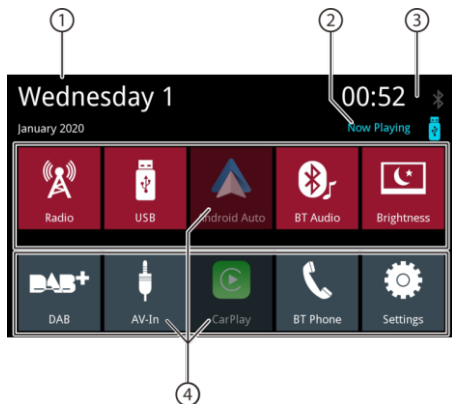 1 2 3
Wednesday 1 00:52
January 2020 Now Playing
Radio USB Android Auto BT Audio Brightness
DAB+
DAB AV-In CarPlay BT Phone Settings
4